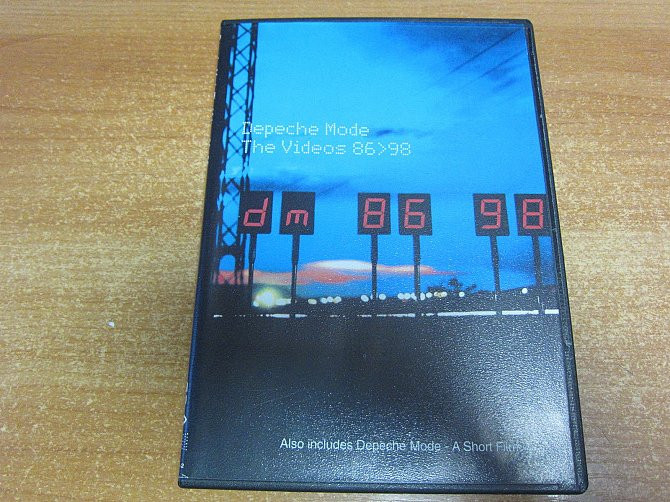 Depeche Mode
The Videos 86>98
dm 86 98
Also includes Depeche Mode - A Short Film